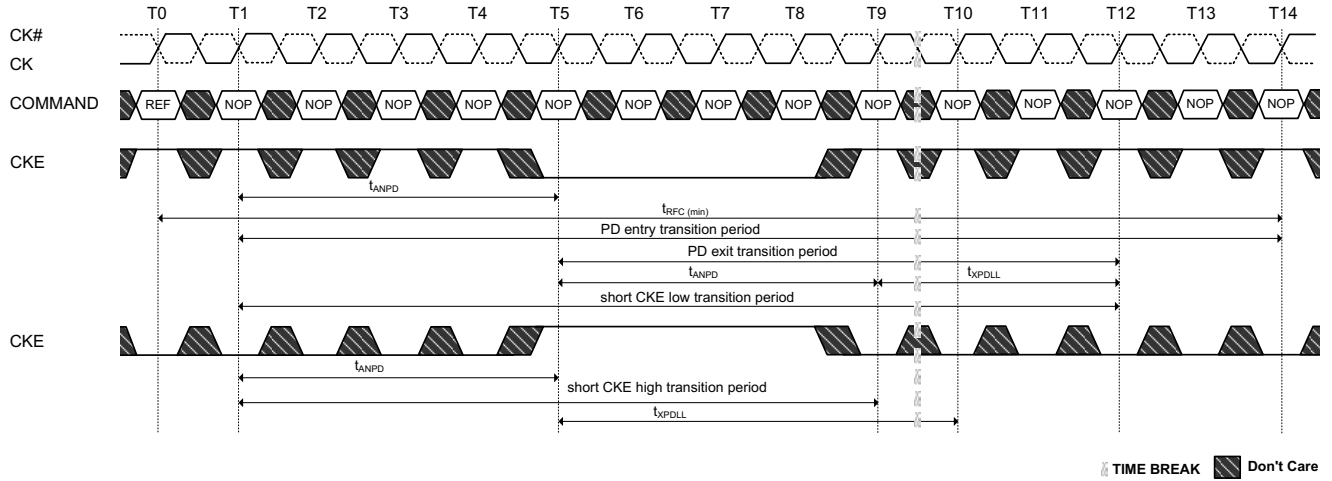 T0 T1 T2 T3 T4 T5 T6 T7 T8 T9 T10 T11 T12 T13 T14
CK#
CK
COMMAND REF NOP NOP NOP NOP NOP NOP NOP NOP NOP NOP NOP NOP NOP NOP
CKE
tANPD
tRFC (min)
PD entry transition period
PD exit transition period
tANPD tXPDLL
short CKE low transition period
CKE
tANPD
short CKE high transition period
tXPDLL
TIME BREAK Don't Care